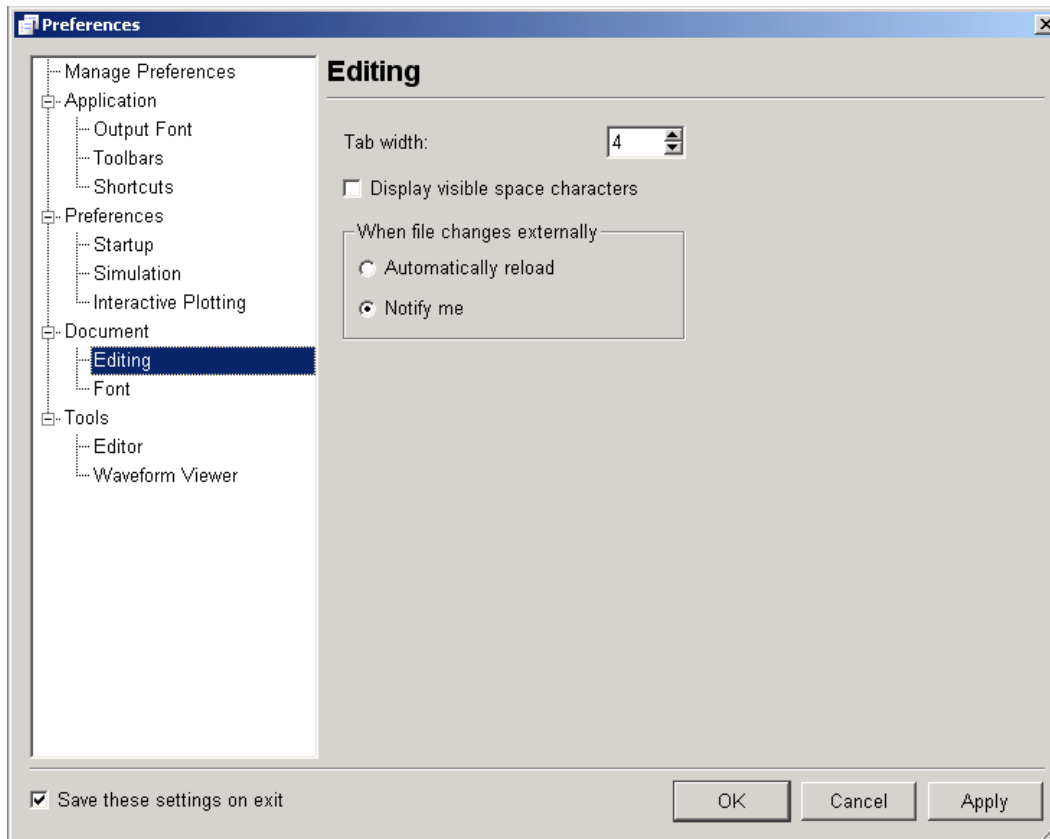 Preferences
Manage Preferences
Application
Output Font
Toolbars
Shortcuts
Preferences
Startup
Simulation
Interactive Plotting
Document
Editing
Font
Tools
Editor
Waveform Viewer
Editing
Tab width: 4
Display visible space characters
When file changes externally
Automatically reload
Notify me
Save these settings on exit
OK Cancel Apply